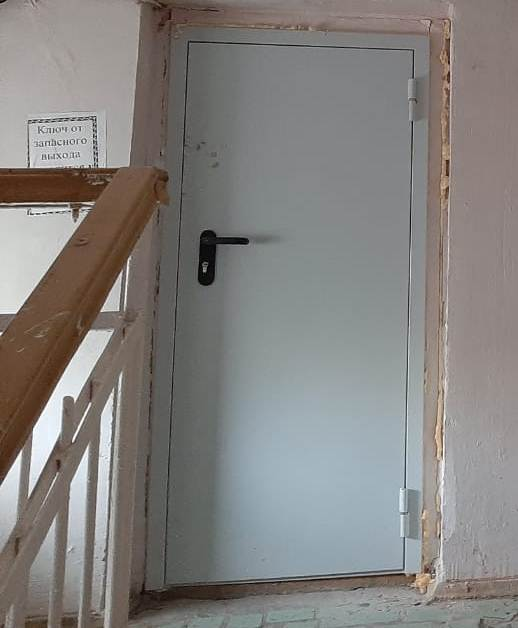 Ключ от
запасного
выхода